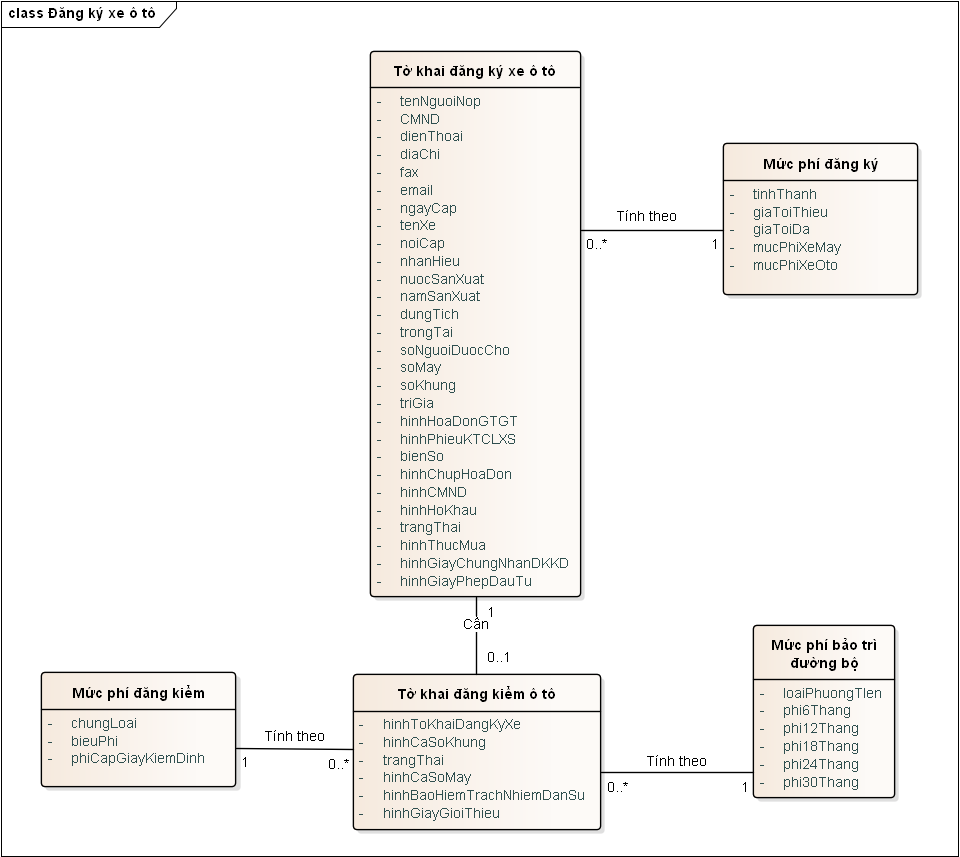 class Đăng ký xe ô tô
Tờ khai đăng ký xe ô tô
- tenNguoiNop
- CMND
- dienThoai
- diaChi
- fax
- email
- ngayCap
- tenXe
- noiCap
- nhanHieu
- nuocSanXuat
- namSanXuat
- dungTich
- trongTai
- soNguoiDuocCho
- soMay
- soKhung
- triGia
- hinhHoaDonGTGT
- hinhPhieuKTCLXS
- bienSo
- hinhChupHoaDon
- hinhCMND
- hinhHoKhau
- trangThai
- hinhThucMua
- hinhGiayChungNhanDKKD
- hinhGiayPhepDauTu
Tính theo
0..*
1
Mức phí đăng ký
- tinhThanh
- giaToiThieu
- giaToiDa
- mucPhiXeMay
- mucPhiXeOto
1
Cần
0..1
Mức phí đăng kiểm
- chungLoai
- bieuPhi
- phiCapGiayKiemDinh
Tính theo
1
0..*
Tờ khai đăng kiểm ô tô
- hinhToKhaiDangKyXe
- hinhCaSoKhung
- trangThai
- hinhCaSoMay
- hinhBaoHiemTrachNhiemDanSu
- hinhGiayGioiThieu
Tính theo
0..*
1
Mức phí bảo trì
đường bộ
- loaiPhuongTIen
- phi6Thang
- phi12Thang
- phi18Thang
- phi24Thang
- phi30Thang